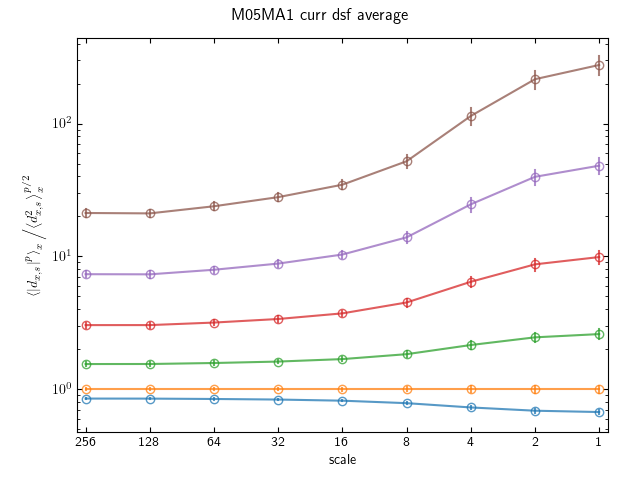 M05MA1 curr dsf average
10²
10¹
10⁰
⟨|d_{x,s}|^p⟩_x / ⟨d²_{x,s}⟩_x^{p/2}
256 128 64 32 16 8 4 2 1
scale